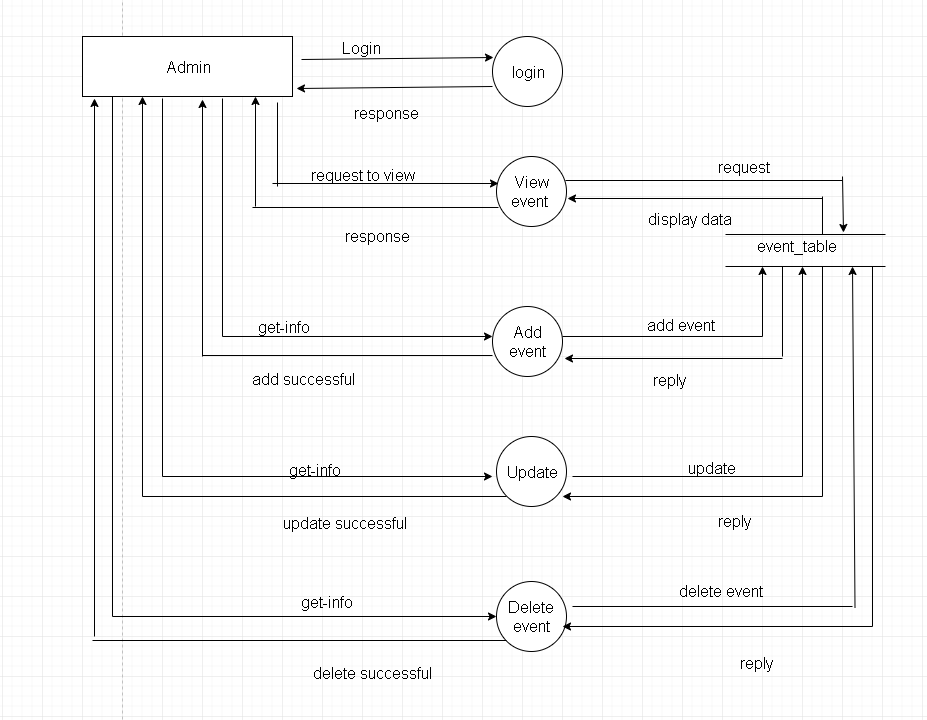 Login
Admin
login
response
request
request to view
View
event
display data
response
event_table
get-info
Add
event
add event
add successful
reply
get-info
Update
update
update successful
reply
get-info
Delete
event
delete event
delete successful
reply